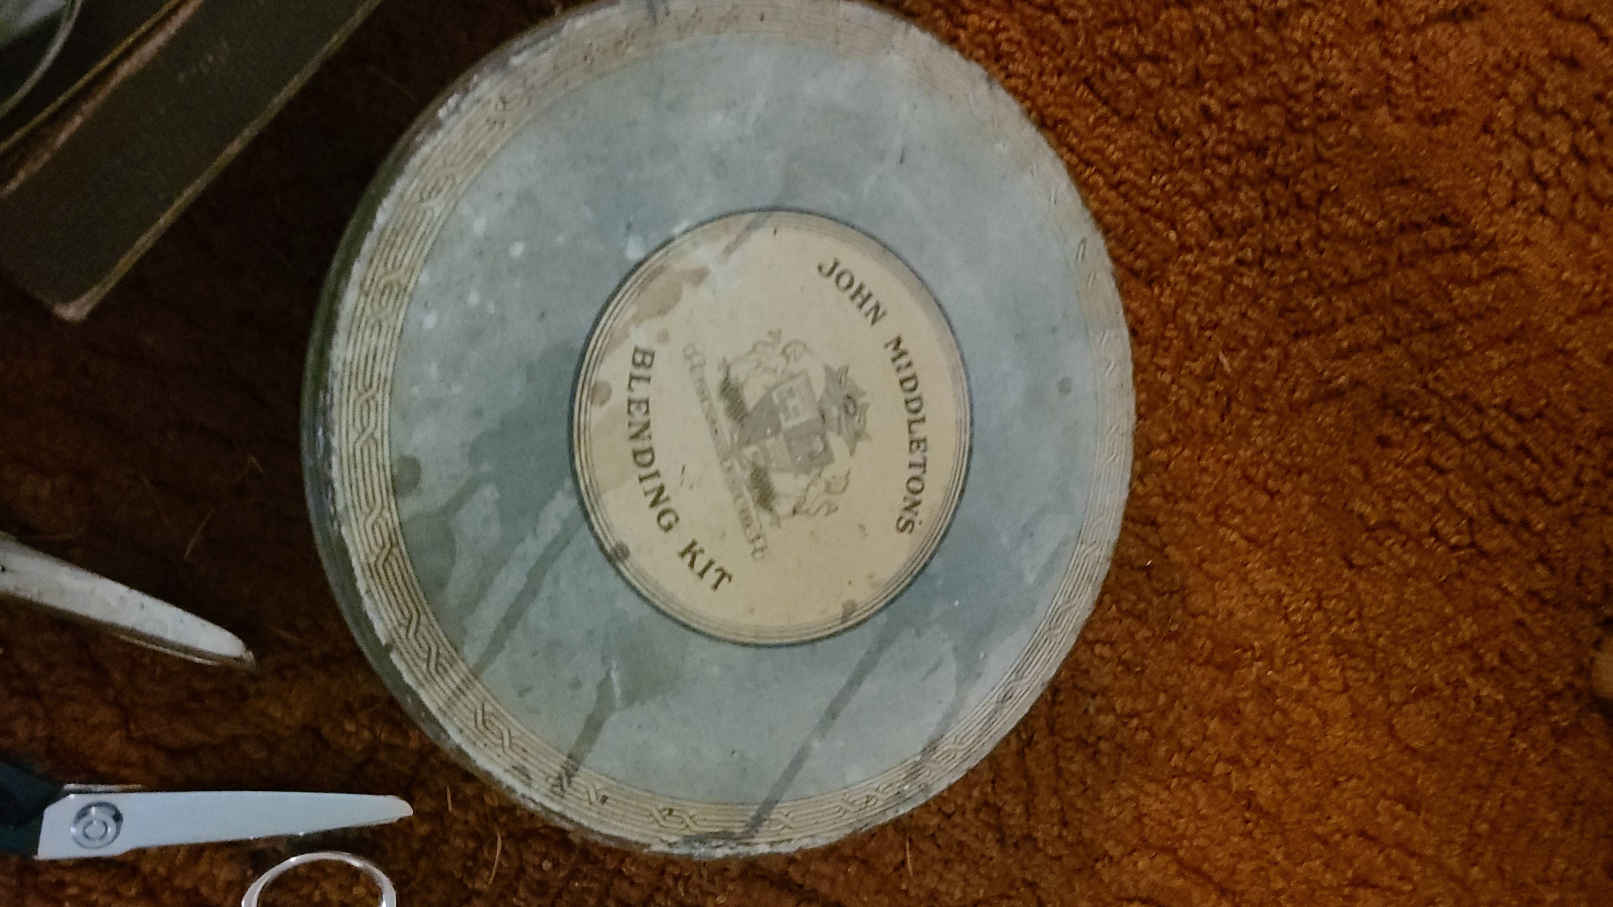 JOHN MIDDLETON'S
BLENDING KIT